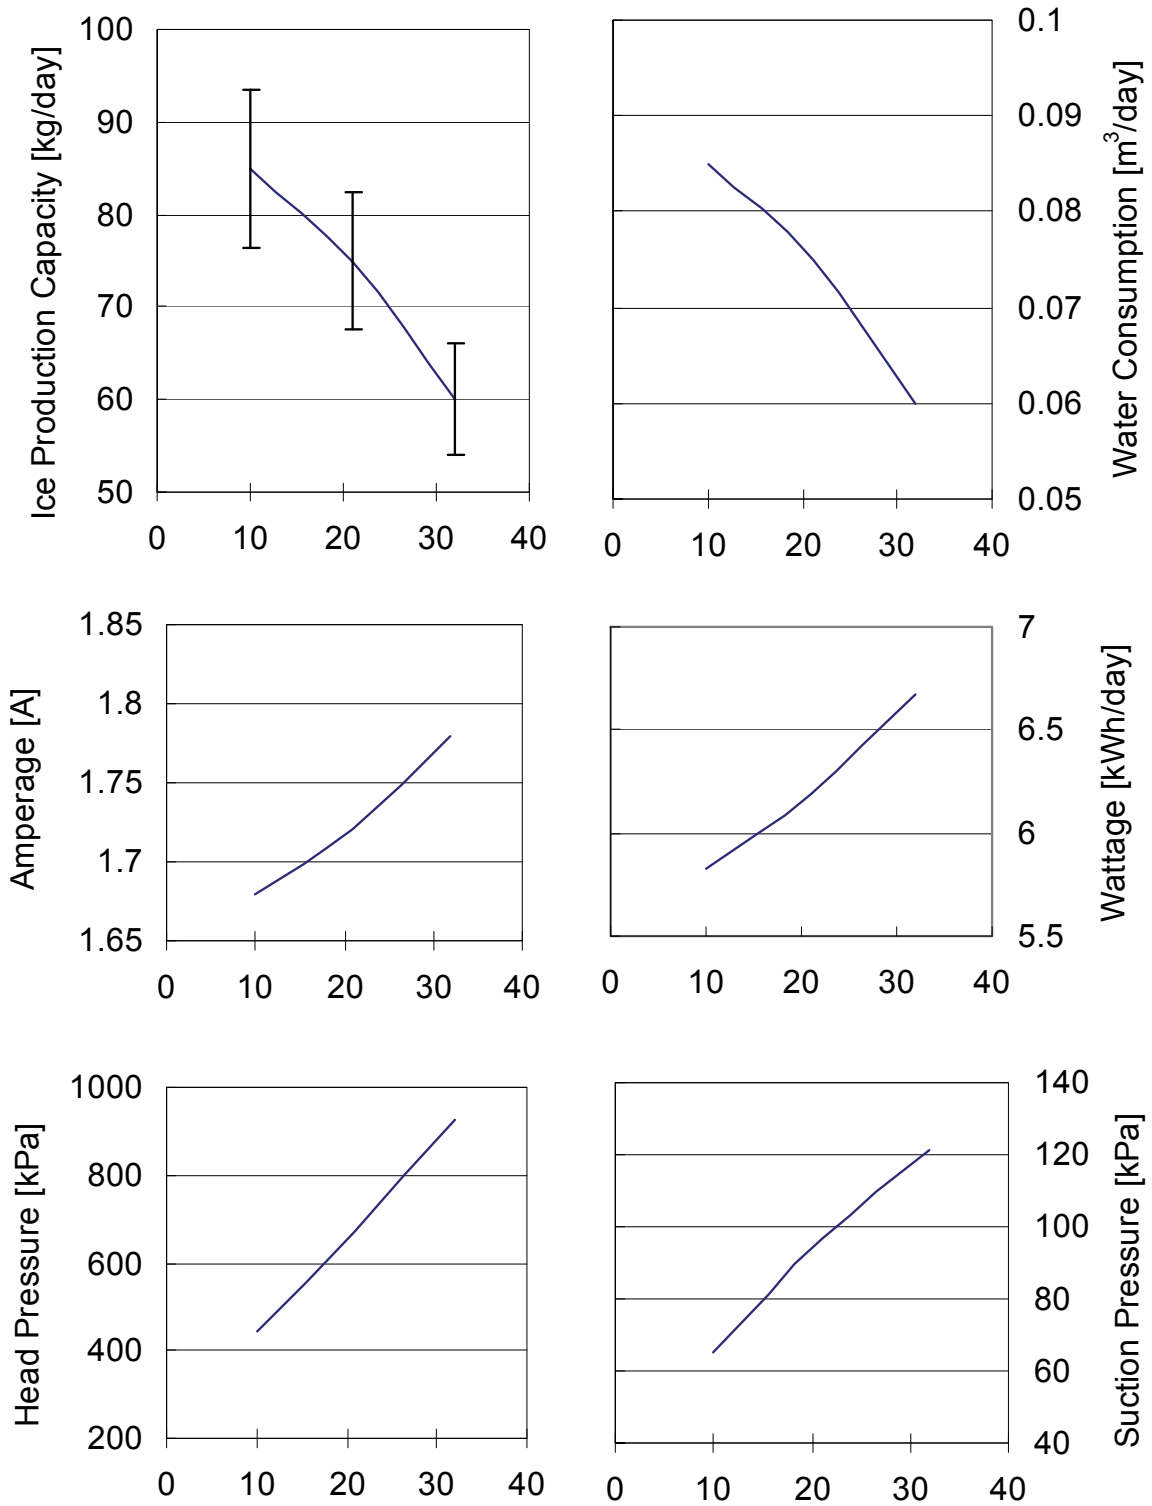 Ice Production Capacity [kg/day]
100
90
80
70
60
50
0 10 20 30 40
Water Consumption [m³/day]
0.1
0.09
0.08
0.07
0.06
0.05
0 10 20 30 40
Amperage [A]
1.85
1.8
1.75
1.7
1.65
0 10 20 30 40
Wattage [kWh/day]
7
6.5
6
5.5
0 10 20 30 40
Head Pressure [kPa]
1000
800
600
400
200
0 10 20 30 40
Suction Pressure [kPa]
140
120
100
80
60
40
0 10 20 30 40